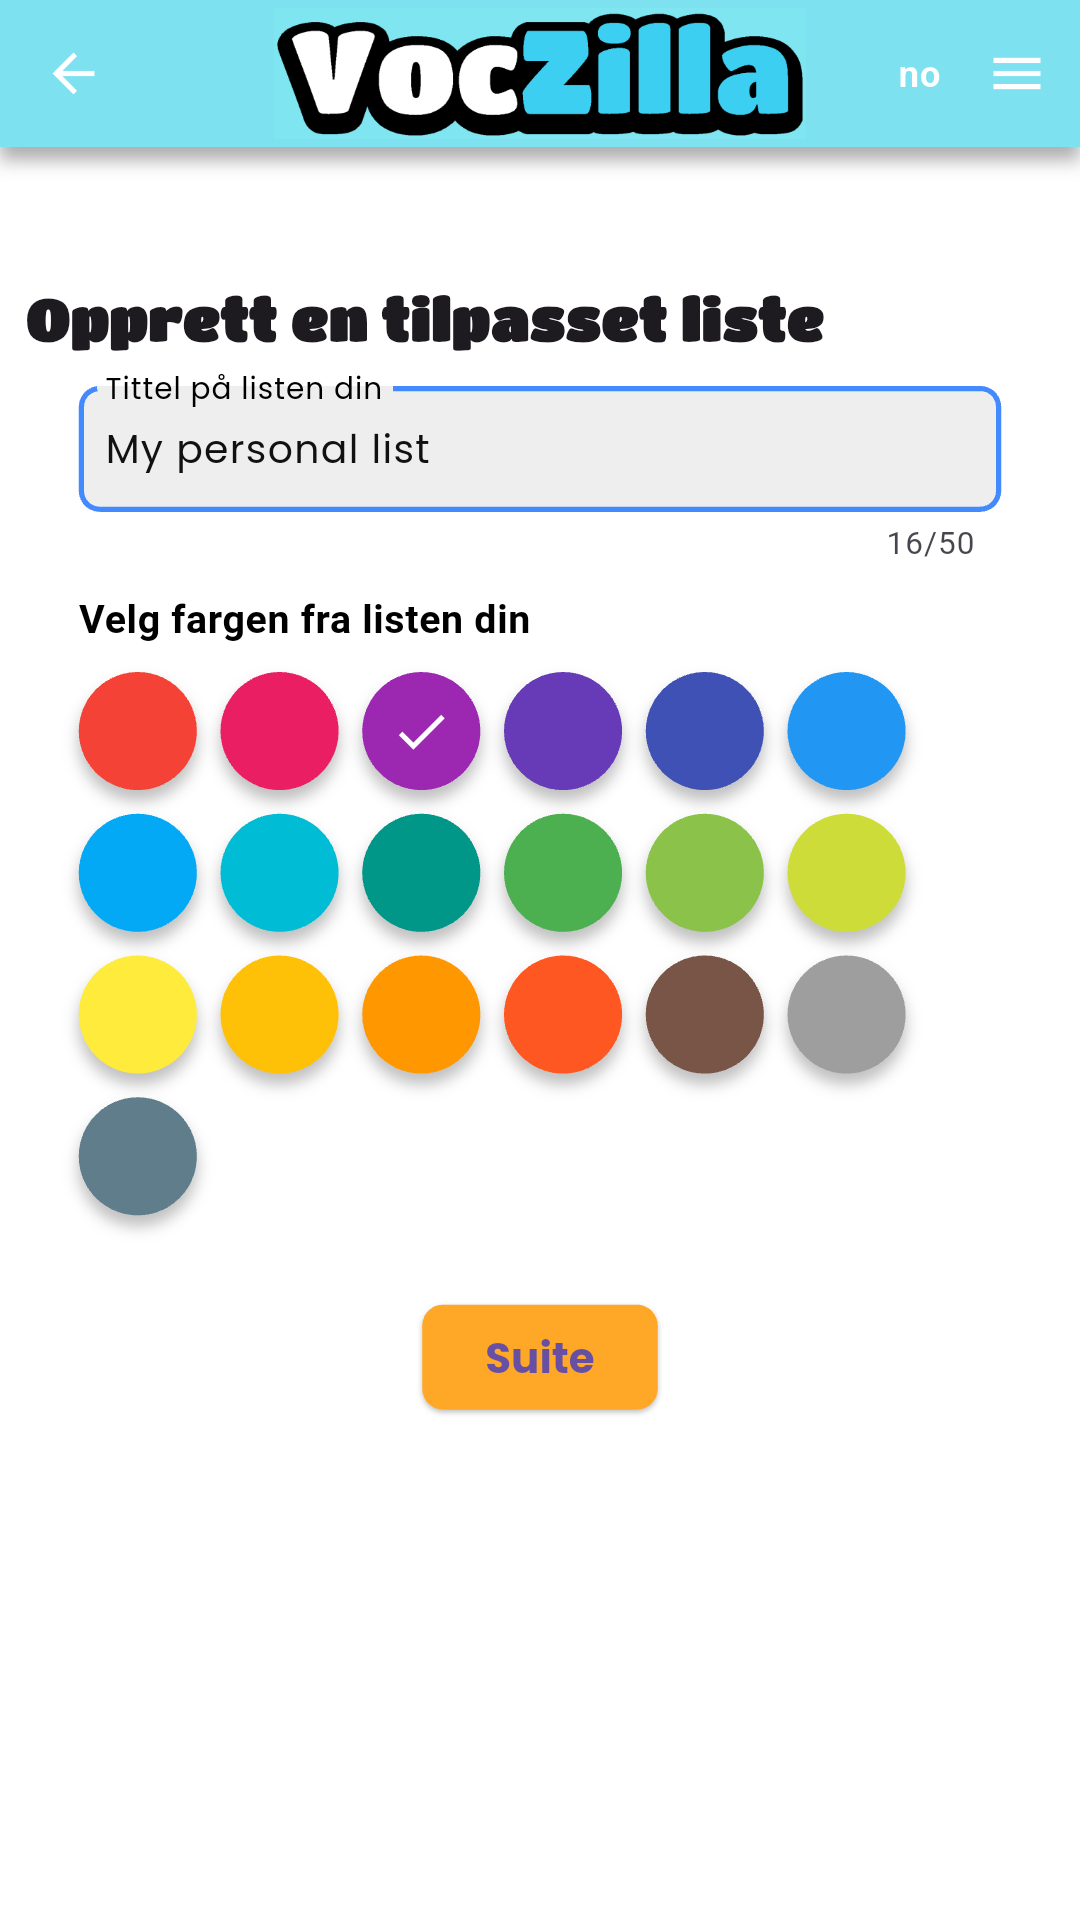 VocZilla
no
Opprett en tilpasset liste
Tittel på listen din
My personal list
16/50
Velg fargen fra listen din
Suite